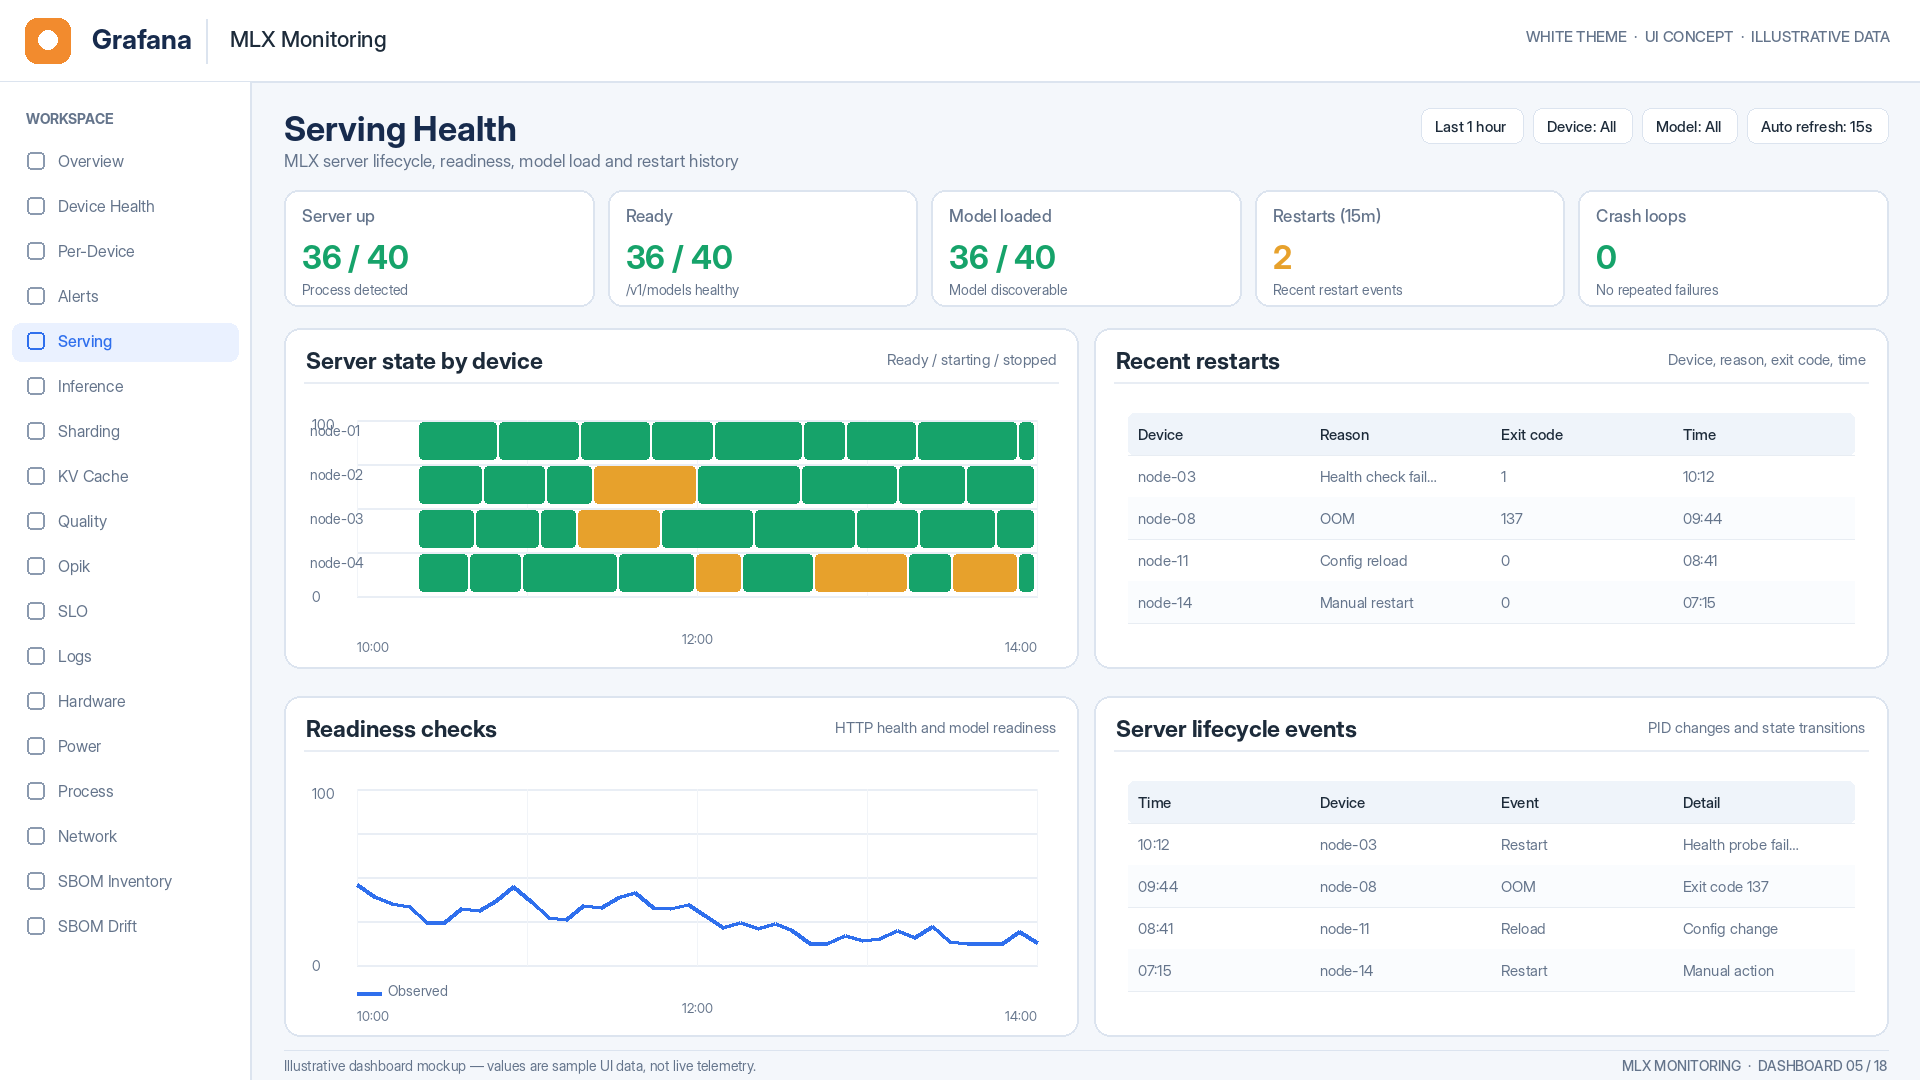 Grafana
MLX Monitoring
WHITE THEME · UI CONCEPT · ILLUSTRATIVE DATA
WORKSPACE
Overview
Device Health
Per-Device
Alerts
Serving
Inference
Sharding
KV Cache
Quality
Opik
SLO
Logs
Hardware
Power
Process
Network
SBOM Inventory
SBOM Drift
Serving Health
MLX server lifecycle, readiness, model load and restart history
Last 1 hour
Device: All
Model: All
Auto refresh: 15s
Server up
36 / 40
Process detected
Ready
36 / 40
/v1/models healthy
Model loaded
36 / 40
Model discoverable
Restarts (15m)
2
Recent restart events
Crash loops
0
No repeated failures
Server state by device
Ready / starting / stopped
100
node-01
node-02
node-03
node-04
0
10:00
12:00
14:00
Recent restarts
Device, reason, exit code, time
Device Reason Exit code Time
node-03 Health check fail... 1 10:12
node-08 OOM 137 09:44
node-11 Config reload 0 08:41
node-14 Manual restart 0 07:15
Readiness checks
HTTP health and model readiness
100
0
Observed
10:00
12:00
14:00
Server lifecycle events
PID changes and state transitions
Time Device Event Detail
10:12 node-03 Restart Health probe fail...
09:44 node-08 OOM Exit code 137
08:41 node-11 Reload Config change
07:15 node-14 Restart Manual action
Illustrative dashboard mockup — values are sample UI data, not live telemetry.
MLX MONITORING · DASHBOARD 05 / 18